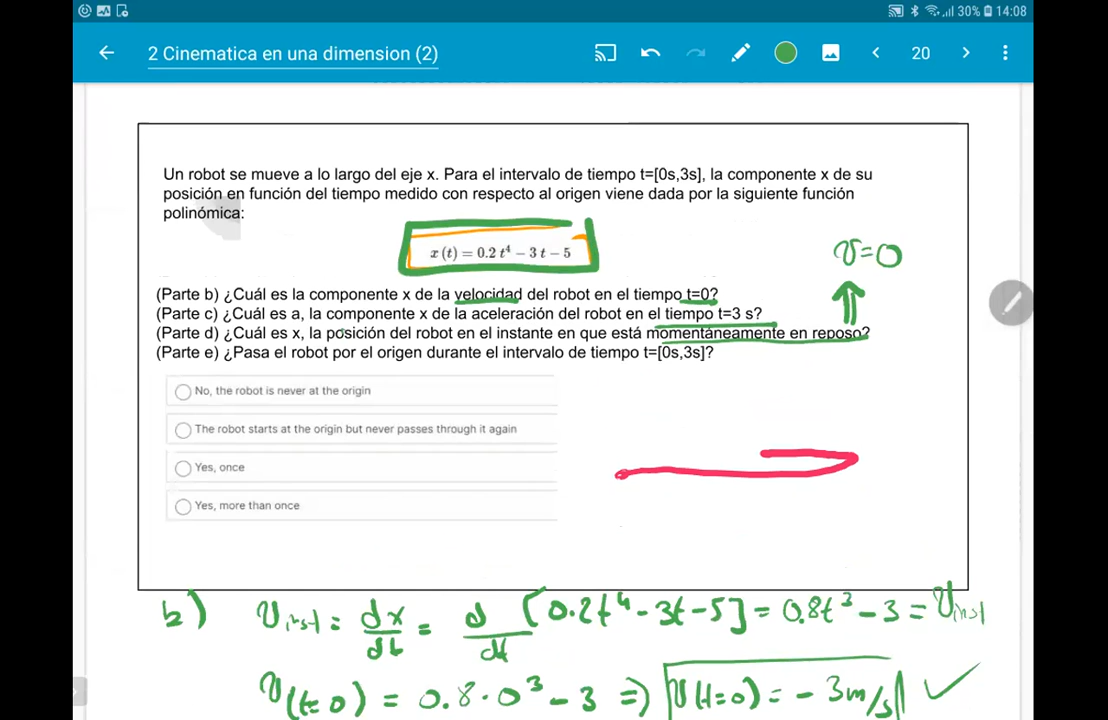 30% 14:08
2 Cinematica en una dimension (2) 20
Un robot se mueve a lo largo del eje x. Para el intervalo de tiempo t=[0s,3s], la componente x de su
posición en función del tiempo medido con respecto al origen viene dada por la siguiente función
polinómica:
x (t) = 0.2 t⁴ − 3 t − 5
v=0
(Parte b) ¿Cuál es la componente x de la velocidad del robot en el tiempo t=0?
(Parte c) ¿Cuál es a, la componente x de la aceleración del robot en el tiempo t=3 s?
(Parte d) ¿Cuál es x, la posición del robot en el instante en que está momentáneamente en reposo?
(Parte e) ¿Pasa el robot por el origen durante el intervalo de tiempo t=[0s,3s]?
No, the robot is never at the origin
The robot starts at the origin but never passes through it again
Yes, once
Yes, more than once
b) v inst = dx/dt = d/dt [0.2t⁴ - 3t - 5] = 0.8t³ - 3 = v inst
v(t=0) = 0.8 · 0³ - 3 => v(t=0) = - 3m/s ✓